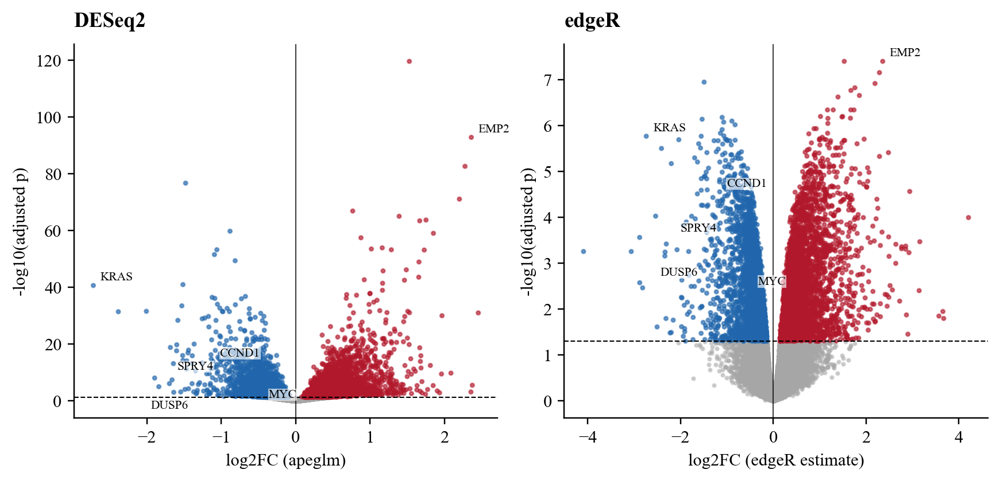 DESeq2
-log10(adjusted p)
120
100
80
60
40
20
0
EMP2
KRAS
CCND1
SPRY4
MYC
DUSP6
−2
−1
0
1
2
log2FC (apeglm)
edgeR
-log10(adjusted p)
7
6
5
4
3
2
1
0
EMP2
KRAS
CCND1
SPRY4
DUSP6
MYC
−4
−2
0
2
4
log2FC (edgeR estimate)